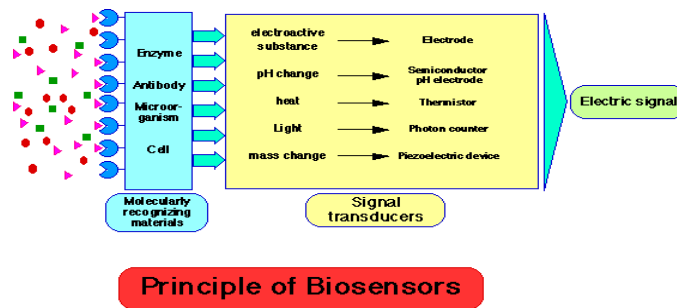 Enzyme
Antibody
Microor-
ganism
Cell
Molecularly
recognizing
materials
electroactive
substance
Electrode
pH change
Semiconductor
pH electrode
heat
Thermistor
Light
Photon counter
mass change
Piezoelectric device
Signal
transducers
Electric signal
Principle of Biosensors